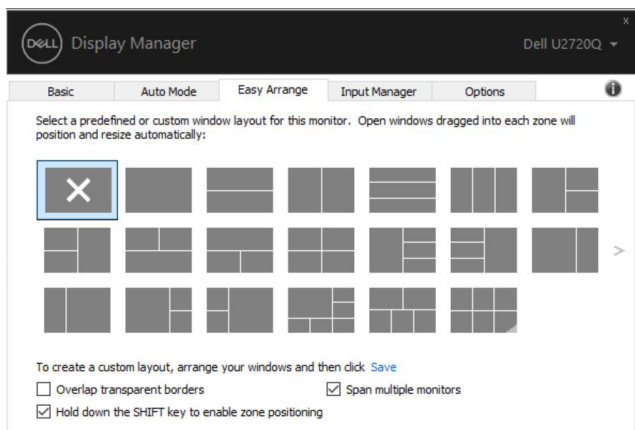 x
DELL Display Manager
Dell U2720Q
Basic Auto Mode Easy Arrange Input Manager Options i
Select a predefined or custom window layout for this monitor. Open windows dragged into each zone will
position and resize automatically:
>
To create a custom layout, arrange your windows and then click Save
Overlap transparent borders Span multiple monitors
Hold down the SHIFT key to enable zone positioning